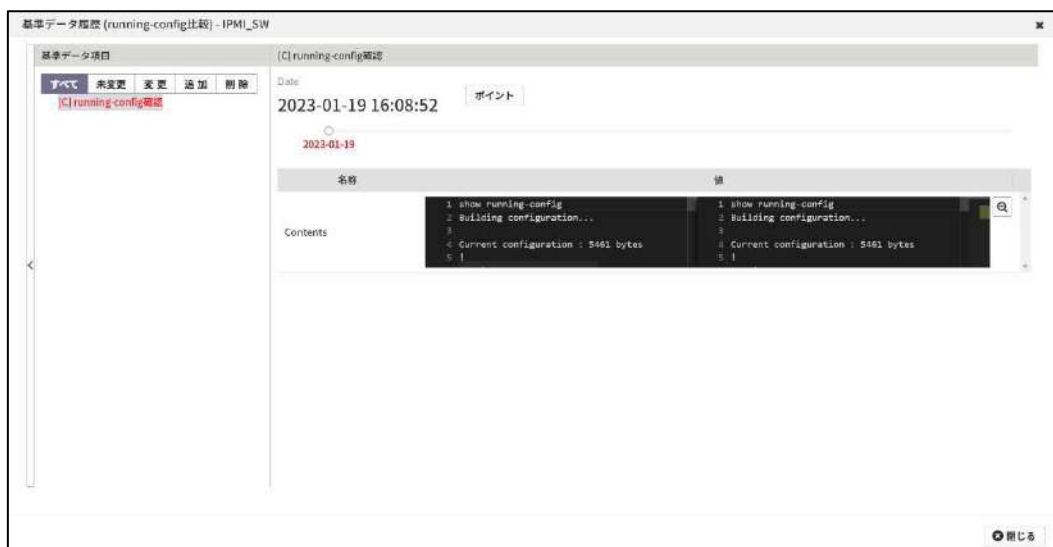 基準データ履歴 (running-config比較) - IPMI_SW
基準データ項目
すべて 未変更 変更 追加 削除
[C] running-config確認
[C] running-config確認
Date
2023-01-19 16:08:52
ポイント
2023-01-19
名称 値
Contents
1 show running-config
2 Building configuration...
3
4 Current configuration : 5461 bytes
5 !
1 show running-config
2 Building configuration...
3
4 Current configuration : 5461 bytes
5 !
閉じる